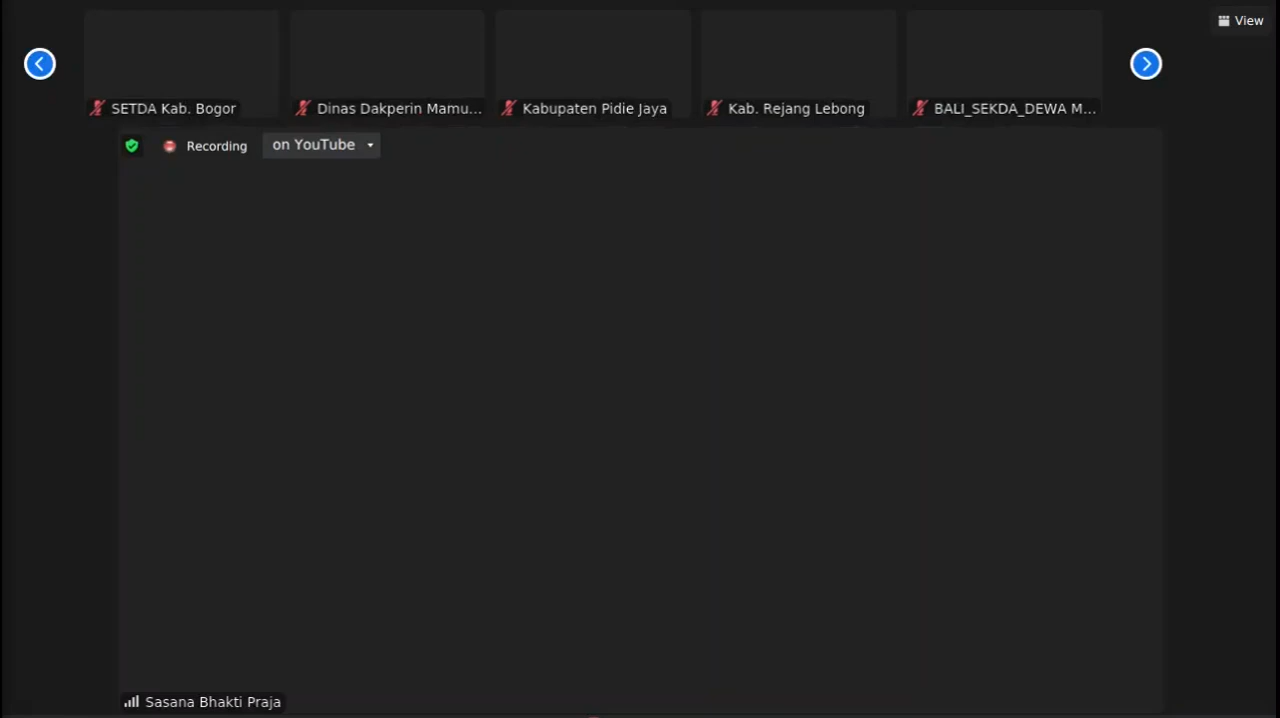 View
SETDA Kab. Bogor
Dinas Dakperin Mamu...
Kabupaten Pidie Jaya
Kab. Rejang Lebong
BALI_SEKDA_DEWA M...
Recording
on YouTube
Sasana Bhakti Praja